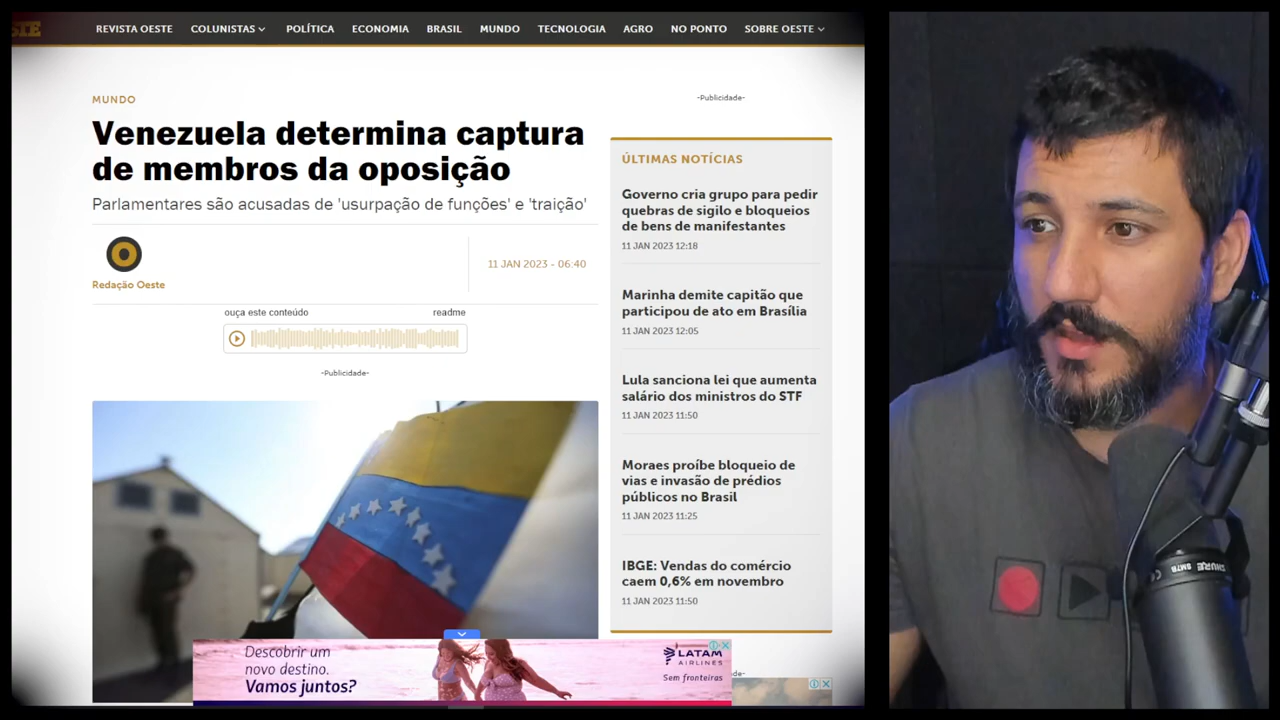 STE
REVISTA OESTE COLUNISTAS POLÍTICA ECONOMIA BRASIL MUNDO TECNOLOGIA AGRO NO PONTO SOBRE OESTE
MUNDO
Venezuela determina captura
de membros da oposição
Parlamentares são acusadas de 'usurpação de funções' e 'traição'
Redação Oeste
11 JAN 2023 - 06:40
ouça este conteúdo
readme
-Publicidade-
-Publicidade-
ÚLTIMAS NOTÍCIAS
Governo cria grupo para pedir
quebras de sigilo e bloqueios
de bens de manifestantes
11 JAN 2023 12:18
Marinha demite capitão que
participou de ato em Brasília
11 JAN 2023 12:05
Lula sanciona lei que aumenta
salário dos ministros do STF
11 JAN 2023 11:50
Moraes proíbe bloqueio de
vias e invasão de prédios
públicos no Brasil
11 JAN 2023 11:25
IBGE: Vendas do comércio
caem 0,6% em novembro
11 JAN 2023 11:50
Descobrir um
novo destino.
Vamos juntos?
LATAM
AIRLINES
Sem fronteiras
de-
SHURE
SM7B